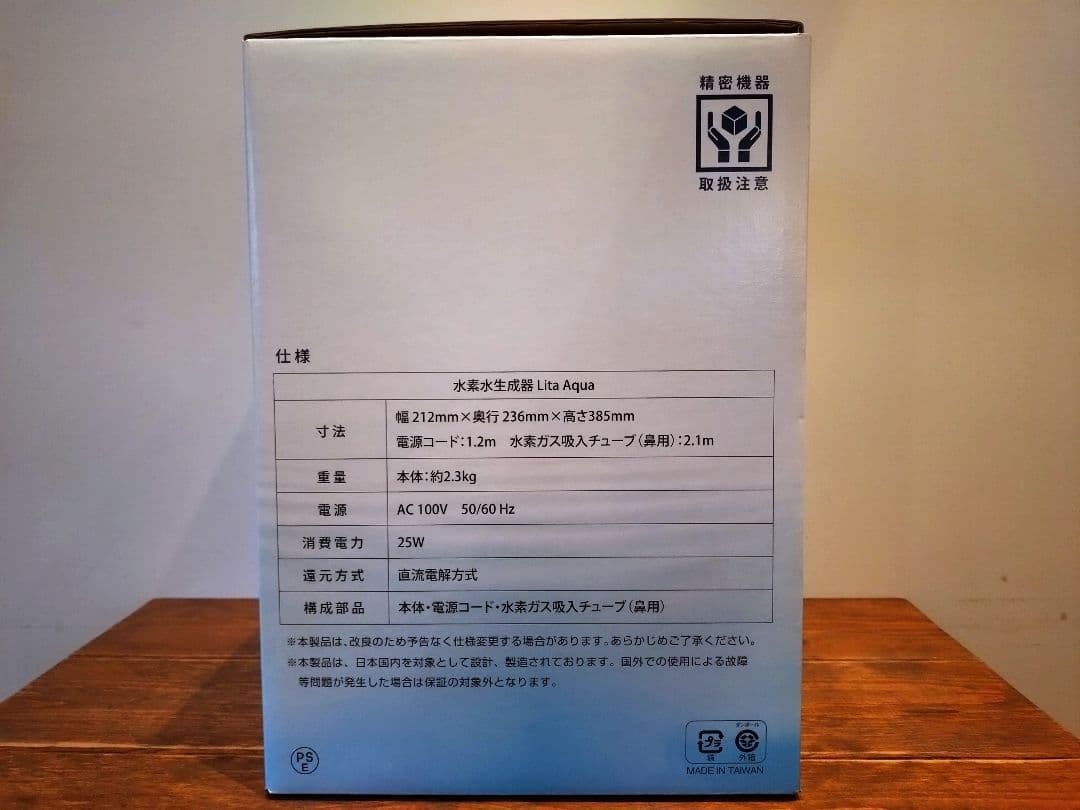 精密機器
取扱注意
仕様
水素水生成器 Lita Aqua
寸法
幅 212mm×奥行 236mm×高さ385mm
電源コード：1.2m　水素ガス吸入チューブ（鼻用）：2.1m
重量
本体：約2.3kg
電源
AC 100V　50/60 Hz
消費電力
25W
還元方式
直流電解方式
構成部品
本体・電源コード・水素ガス吸入チューブ（鼻用）
※本製品は、改良のため予告なく仕様変更する場合があります。あらかじめご了承ください。
※本製品は、日本国内を対象として設計、製造されております。国外での使用による故障
等問題が発生した場合は保証の対象外となります。
PS
E
ダンボール
プラ
袋
外箱
MADE IN TAIWAN